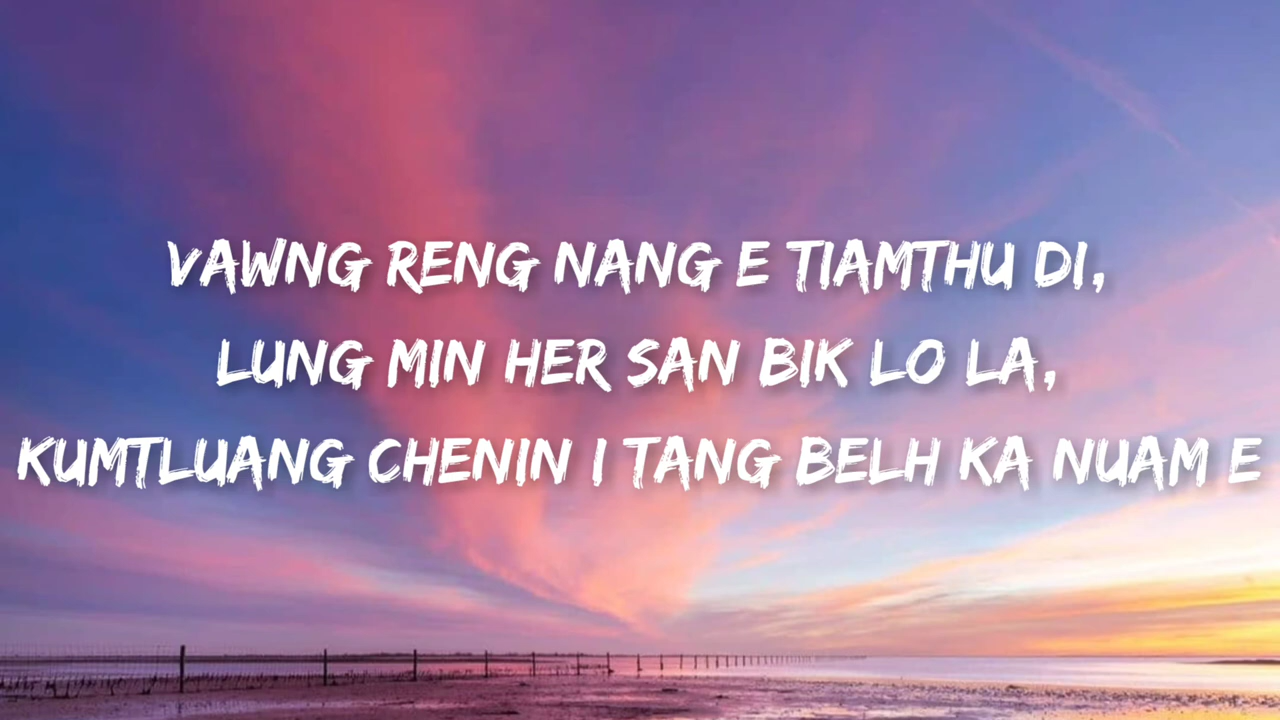 VAWNG RENG NANG E TIAMTHU DI,
LUNG MIN HER SAN BIK LO LA,
KUMTLUANG CHENIN I TANG BELH KA NUAM E